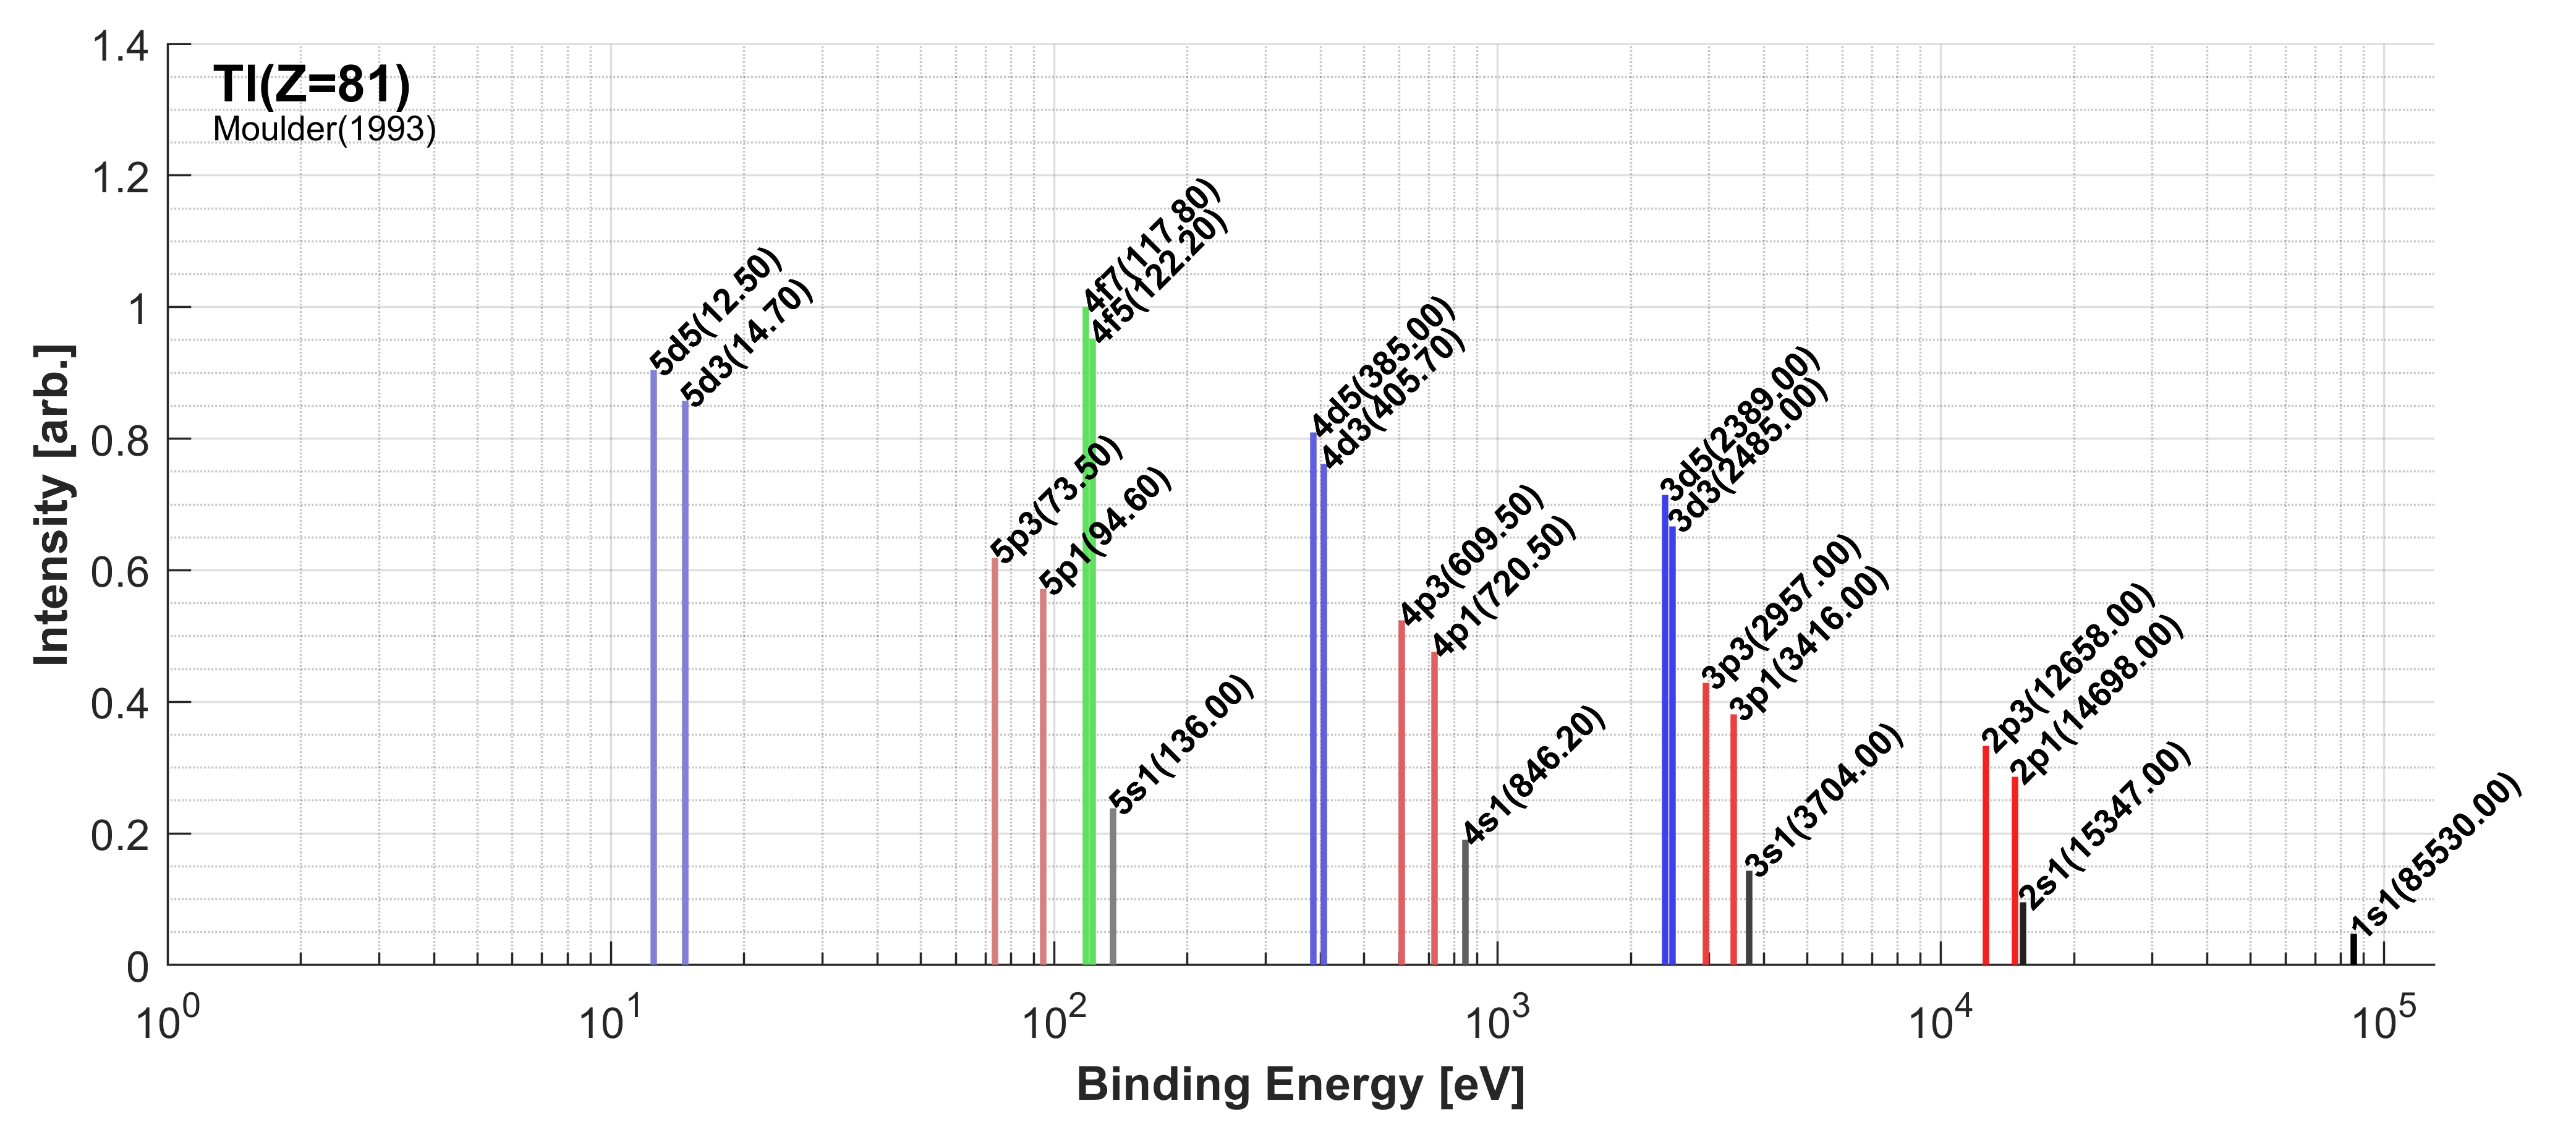 Tl(Z=81)
Moulder(1993)
Intensity [arb.]
1.4
1.2
1
0.8
0.6
0.4
0.2
0
5d5(12.50)
5d3(14.70)
5p3(73.50)
5p1(94.60)
4f7(117.80)
4f5(122.20)
5s1(136.00)
4d5(385.00)
4d3(405.70)
4p3(609.50)
4p1(720.50)
4s1(846.20)
3d5(2389.00)
3d3(2485.00)
3p3(2957.00)
3p1(3416.00)
3s1(3704.00)
2p3(12658.00)
2p1(14698.00)
2s1(15347.00)
1s1(85530.00)
10^0 10^1 10^2 10^3 10^4 10^5
Binding Energy [eV]